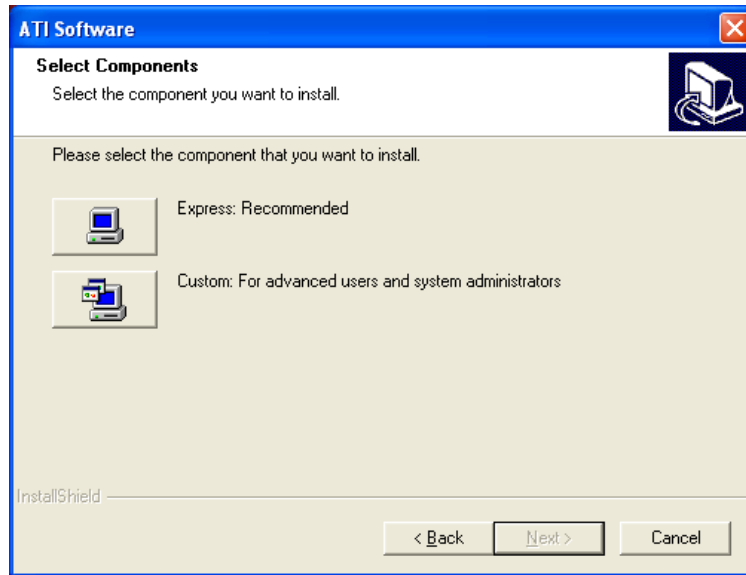 ATI Software
Select Components
Select the component you want to install.
Please select the component that you want to install.
Express: Recommended
Custom: For advanced users and system administrators
InstallShield
< Back Next > Cancel